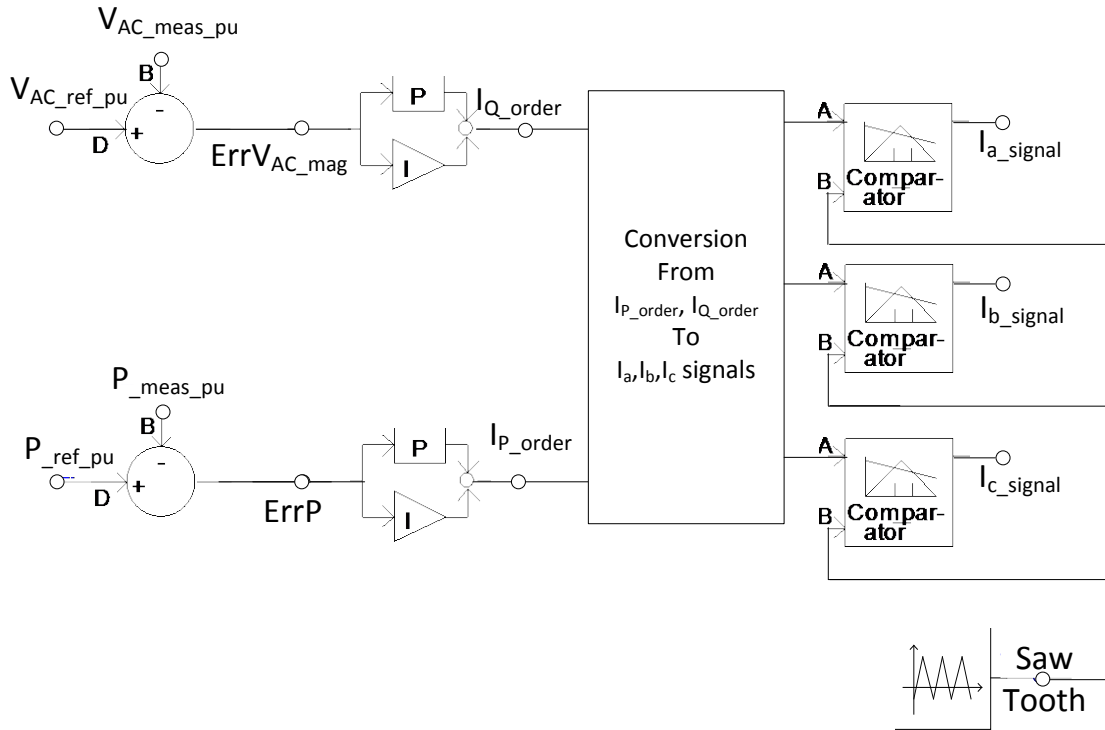 V_AC_meas_pu
B
V_AC_ref_pu
-
+
D
ErrV_AC_mag
P
I
I_Q_order
A
B
Compar-
ator
I_a_signal
Conversion
From
I_P_order, I_Q_order
To
I_a,I_b,I_c signals
A
B
Compar-
ator
I_b_signal
P_meas_pu
B
P_ref_pu
-
+
D
ErrP
P
I
I_P_order
A
B
Compar-
ator
I_c_signal
Saw
Tooth